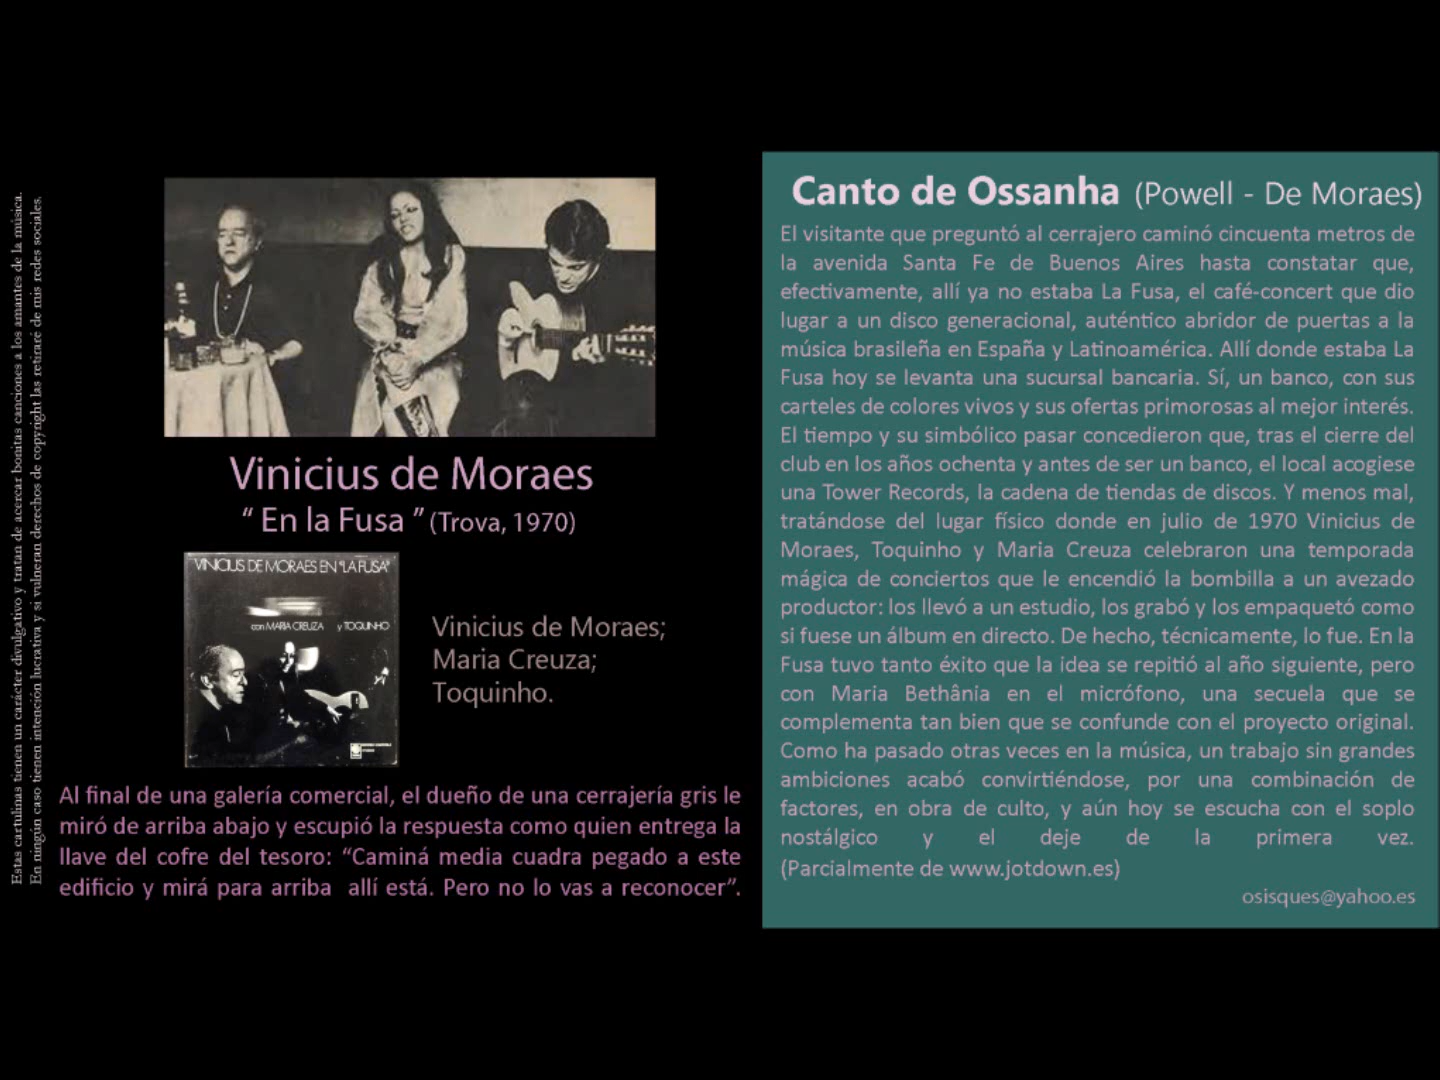 Estas cartulinas tienen un carácter divulgativo y tratan de acercar bonitas canciones a los amantes de la música.
En ningún caso tienen intención lucrativa y si vulneran derechos de copyright las retiraré de mis redes sociales.
Vinicius de Moraes
“ En la Fusa ” (Trova, 1970)
VINICIUS DE MORAES EN "LA FUSA"
con MARIA CREUZA y TOQUINHO
Vinicius de Moraes;
Maria Creuza;
Toquinho.
Al final de una galería comercial, el dueño de una cerrajería gris le
miró de arriba abajo y escupió la respuesta como quien entrega la
llave del cofre del tesoro: “Caminá media cuadra pegado a este
edificio y mirá para arriba allí está. Pero no lo vas a reconocer”.
Canto de Ossanha (Powell - De Moraes)
El visitante que preguntó al cerrajero caminó cincuenta metros de
la avenida Santa Fe de Buenos Aires hasta constatar que,
efectivamente, allí ya no estaba La Fusa, el café-concert que dio
lugar a un disco generacional, auténtico abridor de puertas a la
música brasileña en España y Latinoamérica. Allí donde estaba La
Fusa hoy se levanta una sucursal bancaria. Sí, un banco, con sus
carteles de colores vivos y sus ofertas primorosas al mejor interés.
El tiempo y su simbólico pasar concedieron que, tras el cierre del
club en los años ochenta y antes de ser un banco, el local acogiese
una Tower Records, la cadena de tiendas de discos. Y menos mal,
tratándose del lugar físico donde en julio de 1970 Vinicius de
Moraes, Toquinho y Maria Creuza celebraron una temporada
mágica de conciertos que le encendió la bombilla a un avezado
productor: los llevó a un estudio, los grabó y los empaquetó como
si fuese un álbum en directo. De hecho, técnicamente, lo fue. En la
Fusa tuvo tanto éxito que la idea se repitió al año siguiente, pero
con Maria Bethânia en el micrófono, una secuela que se
complementa tan bien que se confunde con el proyecto original.
Como ha pasado otras veces en la música, un trabajo sin grandes
ambiciones acabó convirtiéndose, por una combinación de
factores, en obra de culto, y aún hoy se escucha con el soplo
nostálgico y el deje de la primera vez.
(Parcialmente de www.jotdown.es)
osisques@yahoo.es